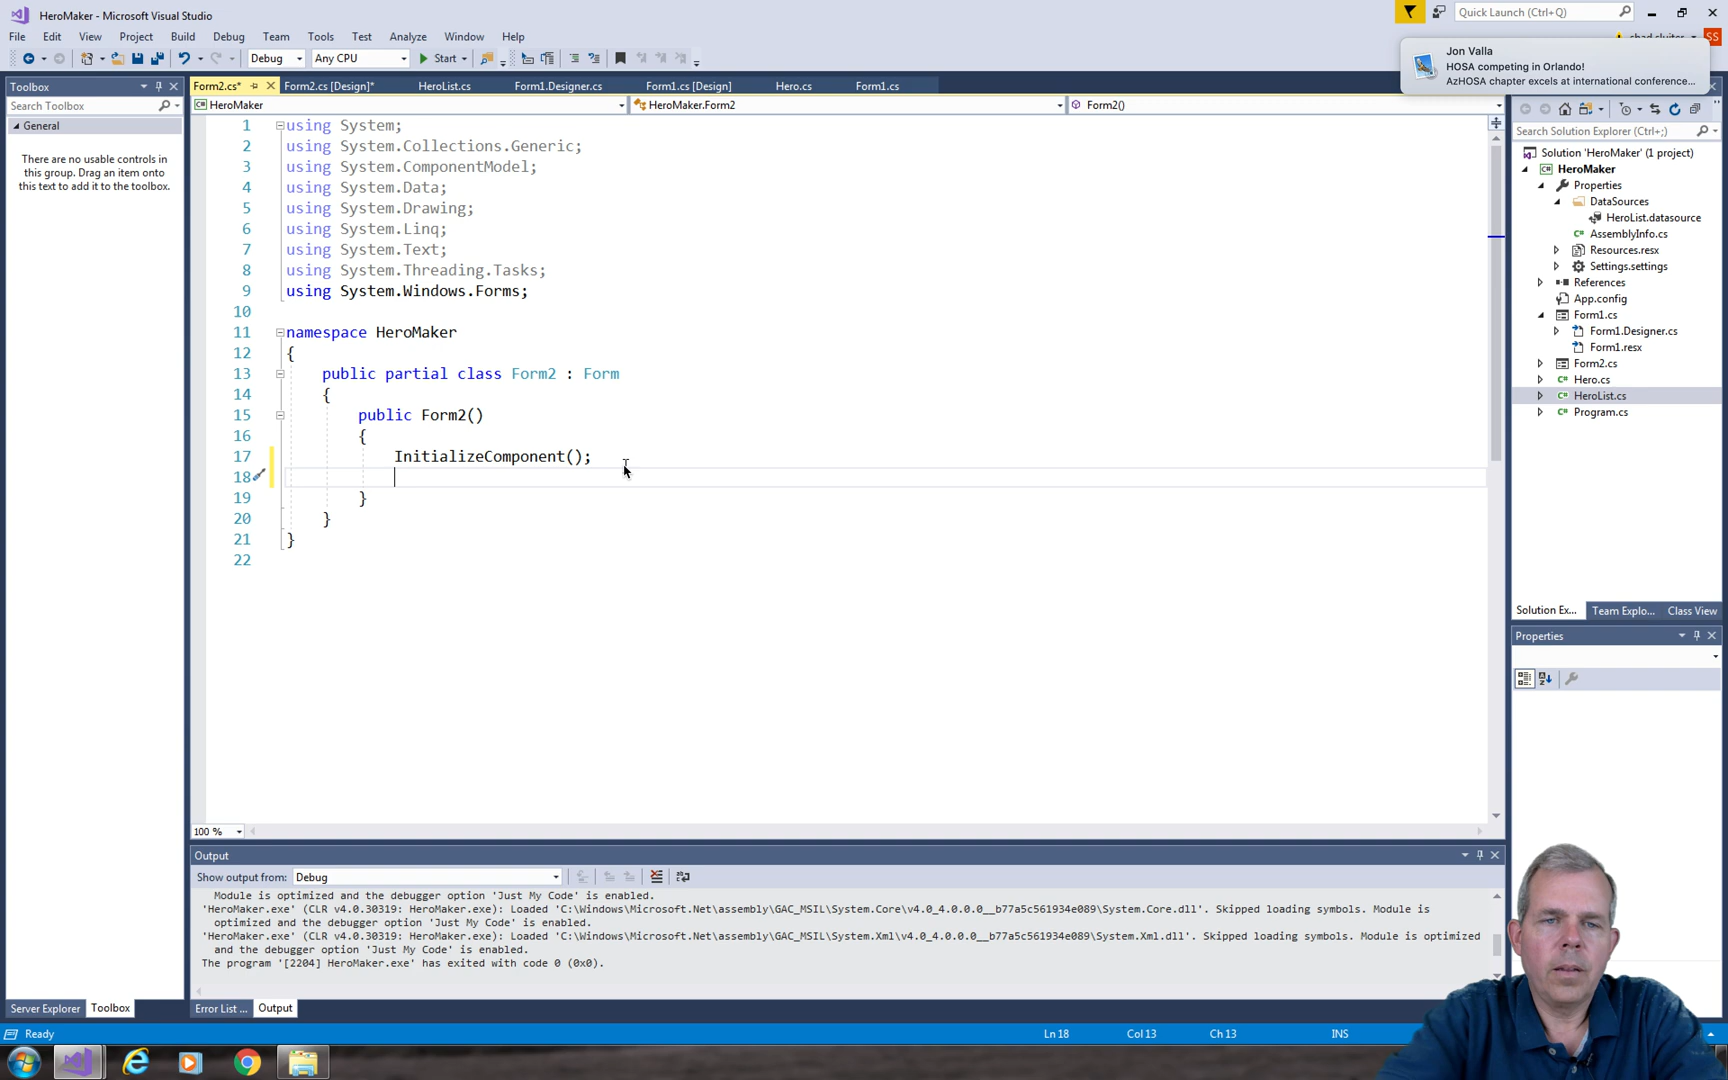 HeroMaker - Microsoft Visual Studio
Quick Launch (Ctrl+Q)
File Edit View Project Build Debug Team Tools Test Analyze Window Help
SS
Debug Any CPU Start
Jon Valla
HOSA competing in Orlando!
AzHOSA chapter excels at international conference...
Toolbox
Search Toolbox
General
There are no usable controls in
this group. Drag an item onto
this text to add it to the toolbox.
Form2.cs* Form2.cs [Design]* HeroList.cs Form1.Designer.cs Form1.cs [Design] Hero.cs Form1.cs
HeroMaker HeroMaker.Form2 Form2()
1 using System;
2 using System.Collections.Generic;
3 using System.ComponentModel;
4 using System.Data;
5 using System.Drawing;
6 using System.Linq;
7 using System.Text;
8 using System.Threading.Tasks;
9 using System.Windows.Forms;
10
11 namespace HeroMaker
12 {
13 public partial class Form2 : Form
14 {
15 public Form2()
16 {
17 InitializeComponent();
18
19 }
20 }
21 }
22
100 %
Search Solution Explorer (Ctrl+;)
Solution 'HeroMaker' (1 project)
HeroMaker
Properties
DataSources
HeroList.datasource
AssemblyInfo.cs
Resources.resx
Settings.settings
References
App.config
Form1.cs
Form1.Designer.cs
Form1.resx
Form2.cs
Hero.cs
HeroList.cs
Program.cs
Solution Ex... Team Explo... Class View
Properties
Output
Show output from: Debug
Module is optimized and the debugger option 'Just My Code' is enabled.
'HeroMaker.exe' (CLR v4.0.30319: HeroMaker.exe): Loaded 'C:\Windows\Microsoft.Net\assembly\GAC_MSIL\System.Core\v4.0_4.0.0.0__b77a5c561934e089\System.Core.dll'. Skipped loading symbols. Module is
optimized and the debugger option 'Just My Code' is enabled.
'HeroMaker.exe' (CLR v4.0.30319: HeroMaker.exe): Loaded 'C:\Windows\Microsoft.Net\assembly\GAC_MSIL\System.Xml\v4.0_4.0.0.0__b77a5c561934e089\System.Xml.dll'. Skipped loading symbols. Module is optimized
and the debugger option 'Just My Code' is enabled.
The program '[2204] HeroMaker.exe' has exited with code 0 (0x0).
Server Explorer Toolbox Error List ... Output
Ready Ln 18 Col 13 Ch 13 INS